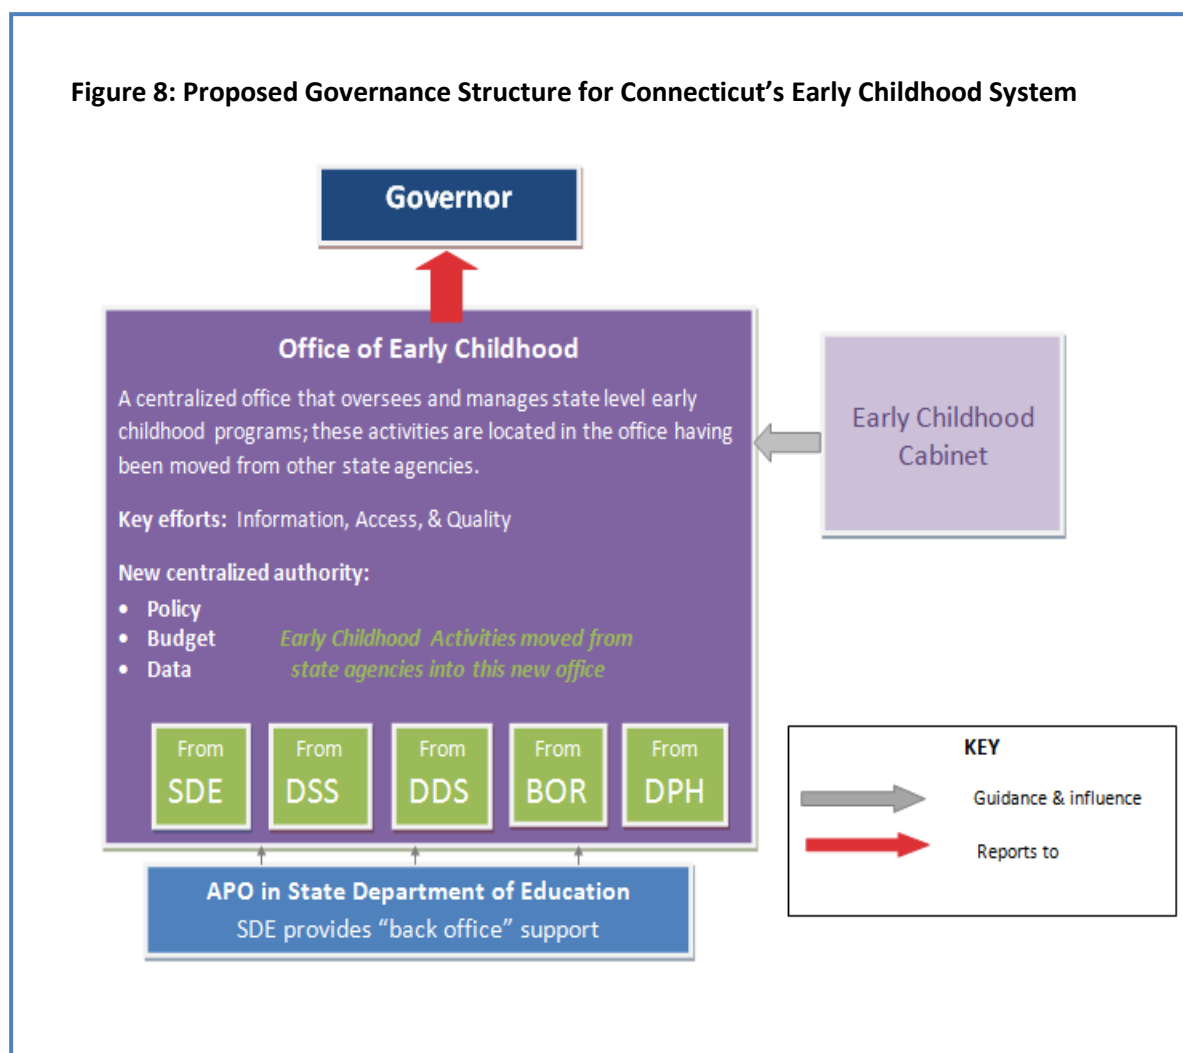 Figure 8: Proposed Governance Structure for Connecticut’s Early Childhood System
Governor
Office of Early Childhood
A centralized office that oversees and manages state level early
childhood programs; these activities are located in the office having
been moved from other state agencies.
Key efforts: Information, Access, & Quality
New centralized authority:
• Policy
• Budget
• Data
Early Childhood Activities moved from
state agencies into this new office
From
SDE
From
DSS
From
DDS
From
BOR
From
DPH
APO in State Department of Education
SDE provides “back office” support
Early Childhood
Cabinet
KEY
Guidance & influence
Reports to